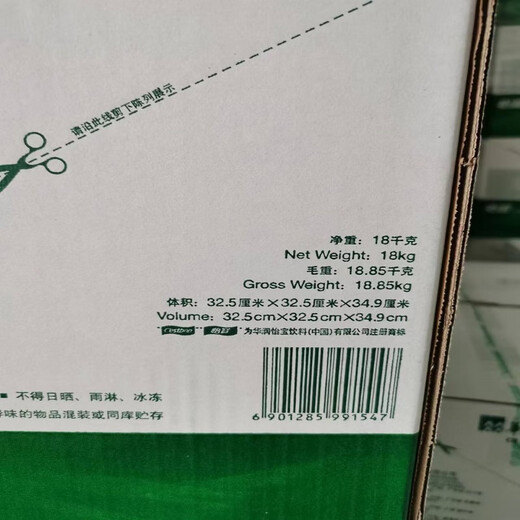 请沿此线剪下陈列展示
净重：18千克
Net Weight: 18kg
毛重：18.85千克
Gross Weight: 18.85kg
体积：32.5厘米×32.5厘米×34.9厘米
Volume: 32.5cm×32.5cm×34.9cm
C'estbon 怡宝 为华润怡宝饮料(中国)有限公司注册商标
6 901285 991547
■ 不得日晒、雨淋、冰冻
异味的物品混装或同库贮存